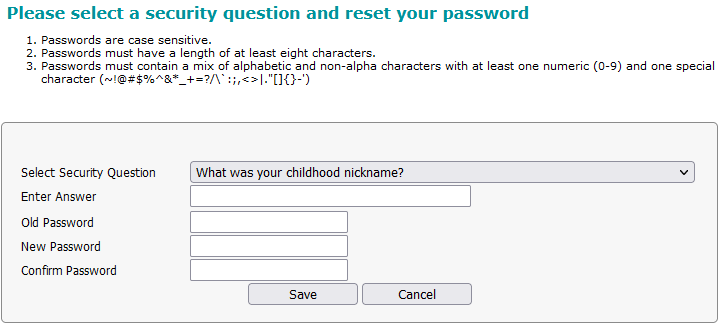 Please select a security question and reset your password
1. Passwords are case sensitive.
2. Passwords must have a length of at least eight characters.
3. Passwords must contain a mix of alphabetic and non-alpha characters with at least one numeric (0-9) and one special
character (~!@#$%^&*_+=?/\`:;,<>|."[]{}-')
Select Security Question What was your childhood nickname?
Enter Answer
Old Password
New Password
Confirm Password
Save Cancel